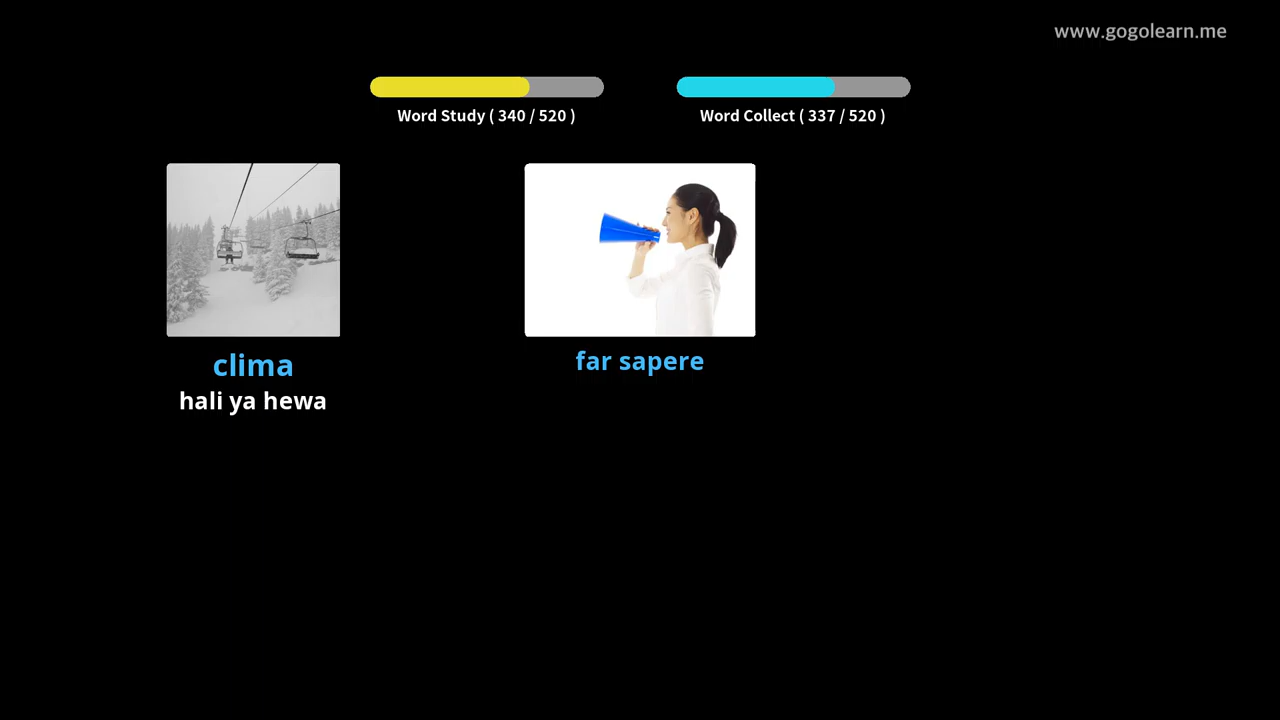 www.gogolearn.me
Word Study ( 340 / 520 )
Word Collect ( 337 / 520 )
clima
hali ya hewa
far sapere